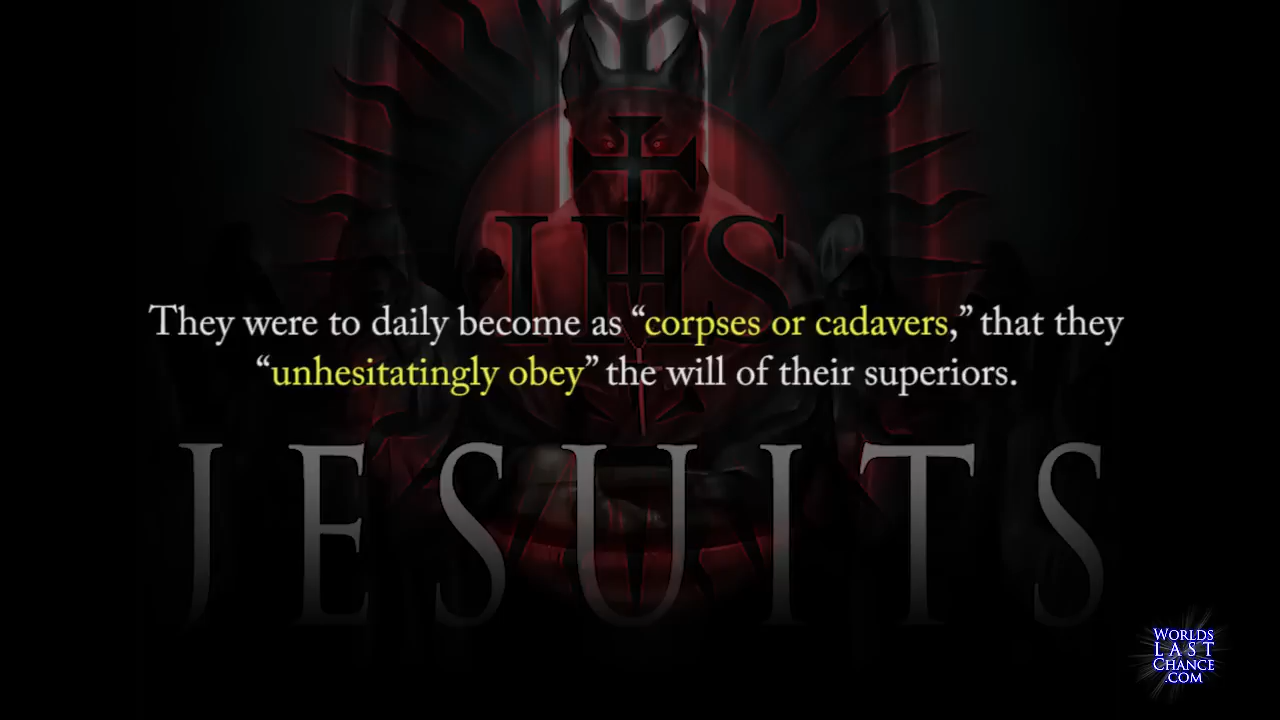 IHS
They were to daily become as “corpses or cadavers,” that they
“unhesitatingly obey” the will of their superiors.
JESUITS
WORLDS
LAST
CHANCE
.COM